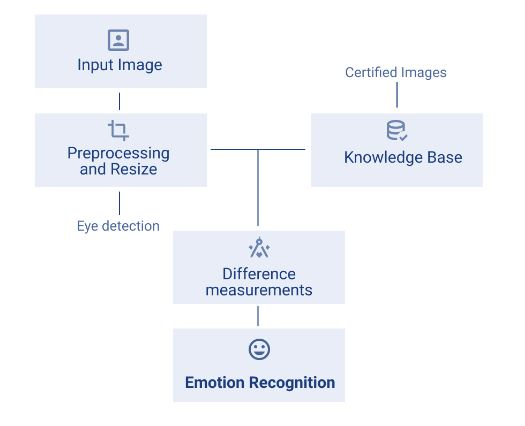 Input Image
Certified Images
Preprocessing
and Resize
Knowledge Base
Eye detection
Difference
measurements
Emotion Recognition